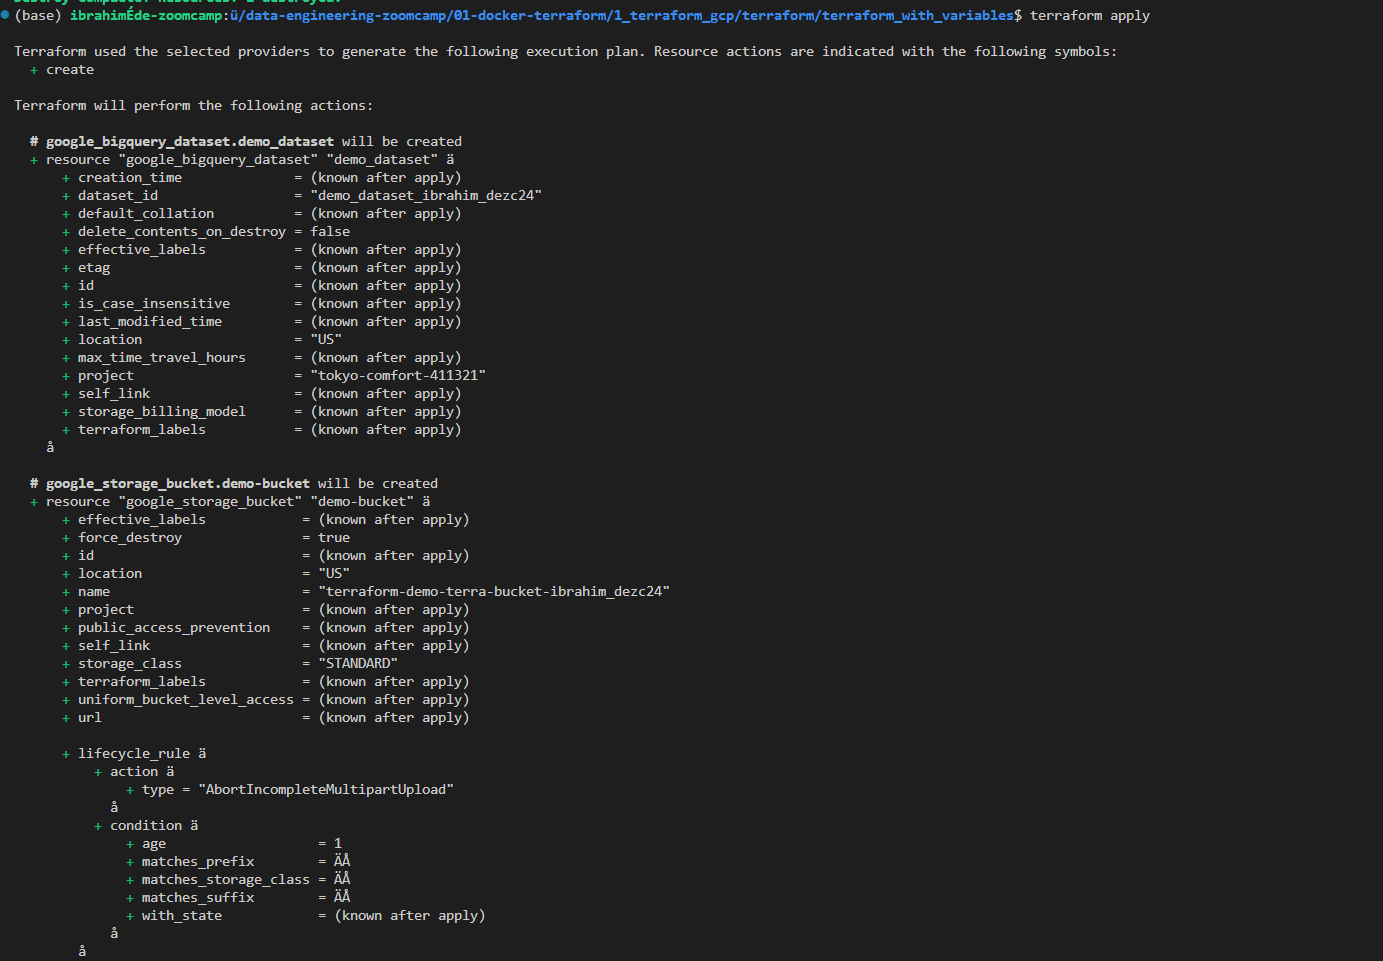 (base) ibrahimÉde-zoomcamp:ü/data-engineering-zoomcamp/01-docker-terraform/1_terraform_gcp/terraform/terraform_with_variables$ terraform apply
Terraform used the selected providers to generate the following execution plan. Resource actions are indicated with the following symbols:
+ create
Terraform will perform the following actions:
# google_bigquery_dataset.demo_dataset will be created
+ resource "google_bigquery_dataset" "demo_dataset" ä
+ creation_time = (known after apply)
+ dataset_id = "demo_dataset_ibrahim_dezc24"
+ default_collation = (known after apply)
+ delete_contents_on_destroy = false
+ effective_labels = (known after apply)
+ etag = (known after apply)
+ id = (known after apply)
+ is_case_insensitive = (known after apply)
+ last_modified_time = (known after apply)
+ location = "US"
+ max_time_travel_hours = (known after apply)
+ project = "tokyo-comfort-411321"
+ self_link = (known after apply)
+ storage_billing_model = (known after apply)
+ terraform_labels = (known after apply)
å
# google_storage_bucket.demo-bucket will be created
+ resource "google_storage_bucket" "demo-bucket" ä
+ effective_labels = (known after apply)
+ force_destroy = true
+ id = (known after apply)
+ location = "US"
+ name = "terraform-demo-terra-bucket-ibrahim_dezc24"
+ project = (known after apply)
+ public_access_prevention = (known after apply)
+ self_link = (known after apply)
+ storage_class = "STANDARD"
+ terraform_labels = (known after apply)
+ uniform_bucket_level_access = (known after apply)
+ url = (known after apply)
+ lifecycle_rule ä
+ action ä
+ type = "AbortIncompleteMultipartUpload"
å
+ condition ä
+ age = 1
+ matches_prefix = ÄÅ
+ matches_storage_class = ÄÅ
+ matches_suffix = ÄÅ
+ with_state = (known after apply)
å
å